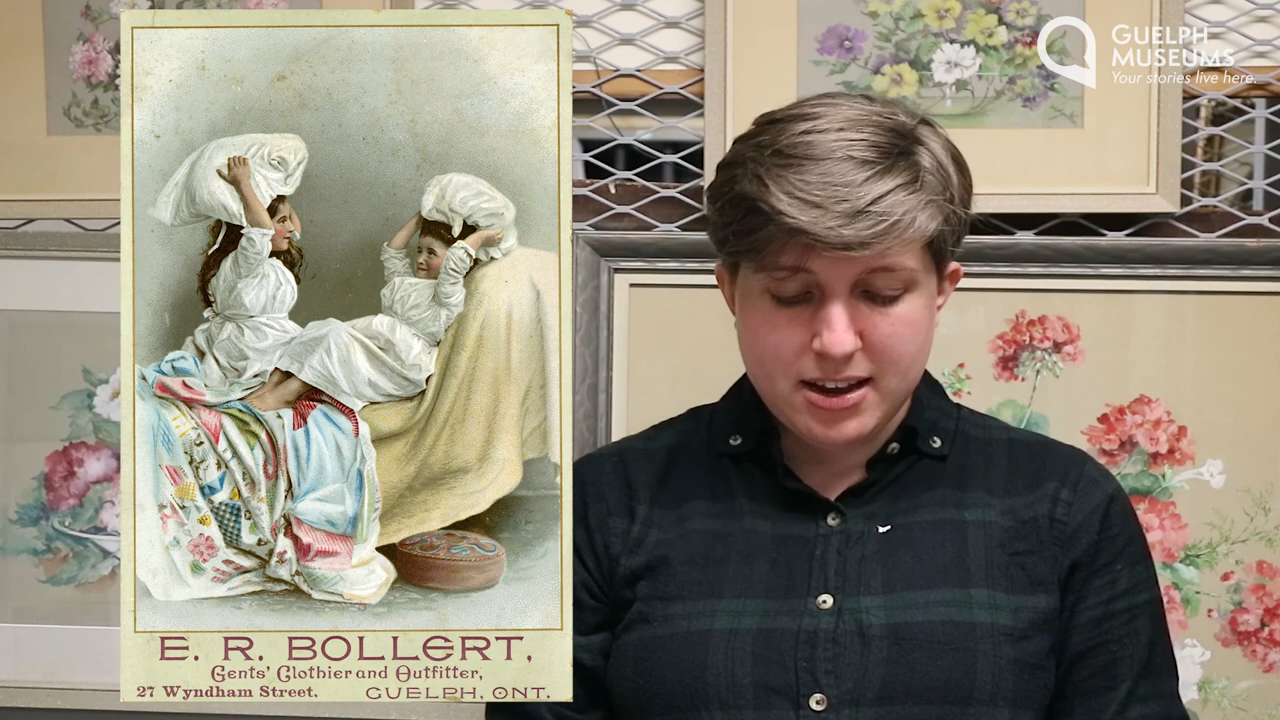 GUELPH
MUSEUMS
Your stories live here.
E. R. BOLLERT,
Gents' Clothier and Outfitter,
27 Wyndham Street. GUELPH, ONT.